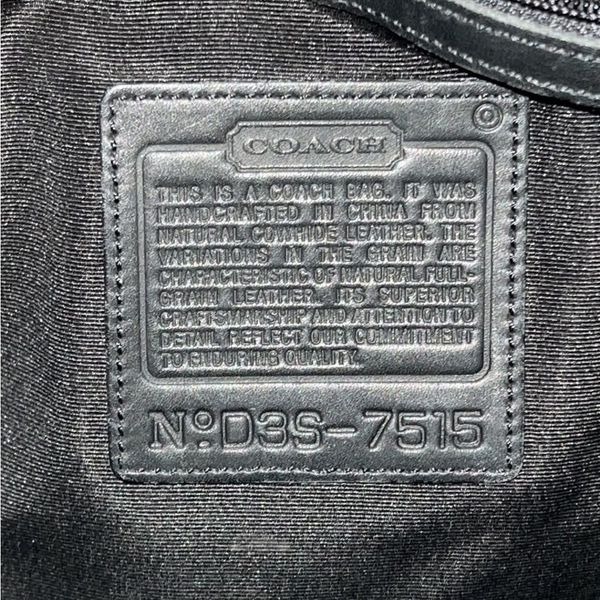 COACH
THIS IS A COACH BAG. IT WAS
HANDCRAFTED IN CHINA FROM
NATURAL COWHIDE LEATHER. THE
VARIATIONS IN THE GRAIN ARE
CHARACTERISTIC OF NATURAL FULL-
GRAIN LEATHER. ITS SUPERIOR
CRAFTSMANSHIP AND ATTENTION TO
DETAIL REFLECT OUR COMMITMENT
TO ENDURING QUALITY.
Nº D3S-7515